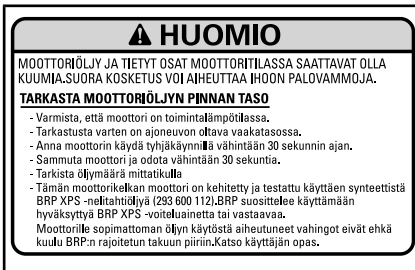 HUOMIO
MOOTTORIÖLJY JA TIETYT OSAT MOOTTORITILASSA SAATTAVAT OLLA
KUUMIA.SUORA KOSKETUS VOI AIHEUTTAA IHOON PALOVAMMOJA.
TARKASTA MOOTTORIÖLJYN PINNAN TASO
- Varmista, että moottori on toimintalämpötilassa.
- Tarkastusta varten on ajoneuvon oltava vaakatasossa.
- Anna moottorin käydä tyhjäkäynnillä vähintään 30 sekunnin ajan.
- Sammuta moottori ja odota vähintään 30 sekuntia.
- Tarkista öljymäärä mittatikulla
- Tämän moottorikelkan moottori on kehitetty ja testattu käyttäen synteettistä
BRP XPS -nelitahtiöljyä (293 600 112).BRP suosittelee käyttämään
hyväksyttyä BRP XPS -voiteluainetta tai vastaavaa.
Moottorille sopimattoman öljyn käytöstä aiheutuneet vahingot eivät ehkä
kuulu BRP:n rajoitetun takuun piiriin.Katso käyttäjän opas.